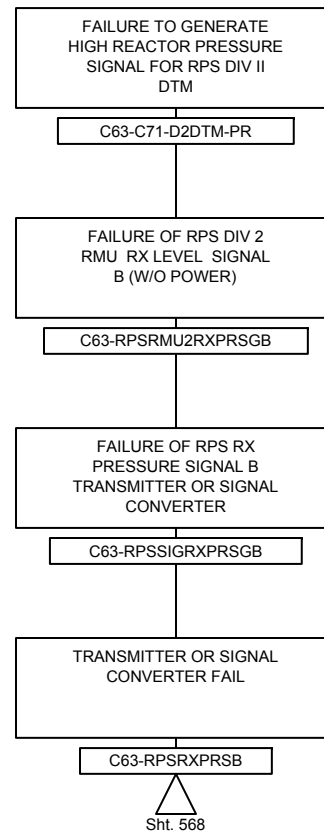 FAILURE TO GENERATE
HIGH REACTOR PRESSURE
SIGNAL FOR RPS DIV II
DTM
C63-C71-D2DTM-PR
FAILURE OF RPS DIV 2
RMU RX LEVEL SIGNAL
B (W/O POWER)
C63-RPSRMU2RXPRSGB
FAILURE OF RPS RX
PRESSURE SIGNAL B
TRANSMITTER OR SIGNAL
CONVERTER
C63-RPSSIGRXPRSGB
TRANSMITTER OR SIGNAL
CONVERTER FAIL
C63-RPSRXPRSB
Sht. 568